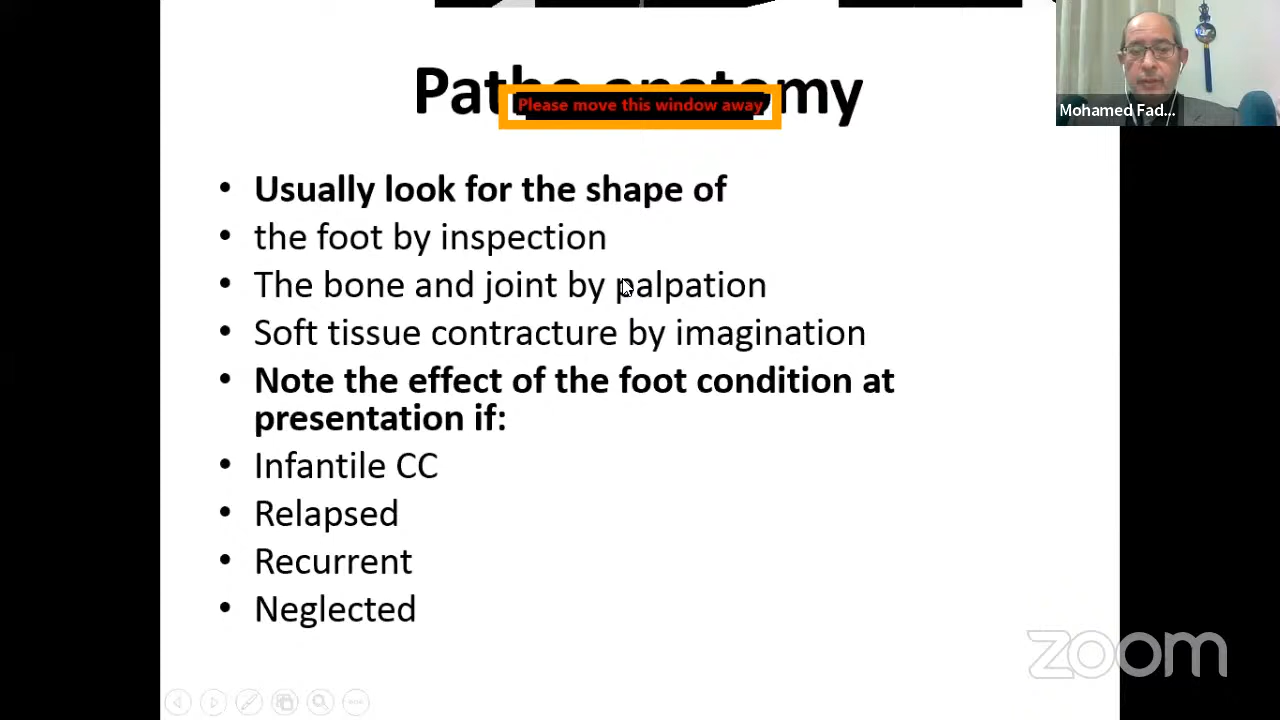 Please move this window away
Mohamed Fad...
Usually look for the shape of
the foot by inspection
The bone and joint by palpation
Soft tissue contracture by imagination
Note the effect of the foot condition at
presentation if:
Infantile CC
Relapsed
Recurrent
Neglected
zoom